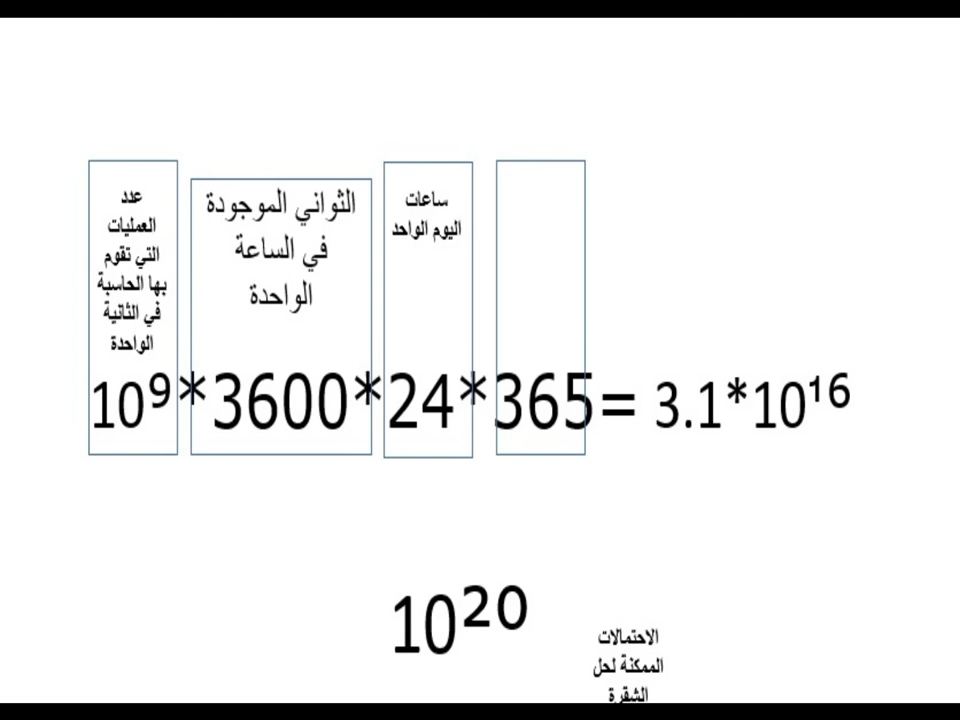 عدد
العمليات
التي تقوم
بها الحاسبة
في الثانية
الواحدة
الثواني الموجودة
في الساعة
الواحدة
ساعات
اليوم الواحد
10⁹*3600*24*365= 3.1*10¹⁶
10²⁰
الاحتمالات
الممكنة لحل
الشفرة